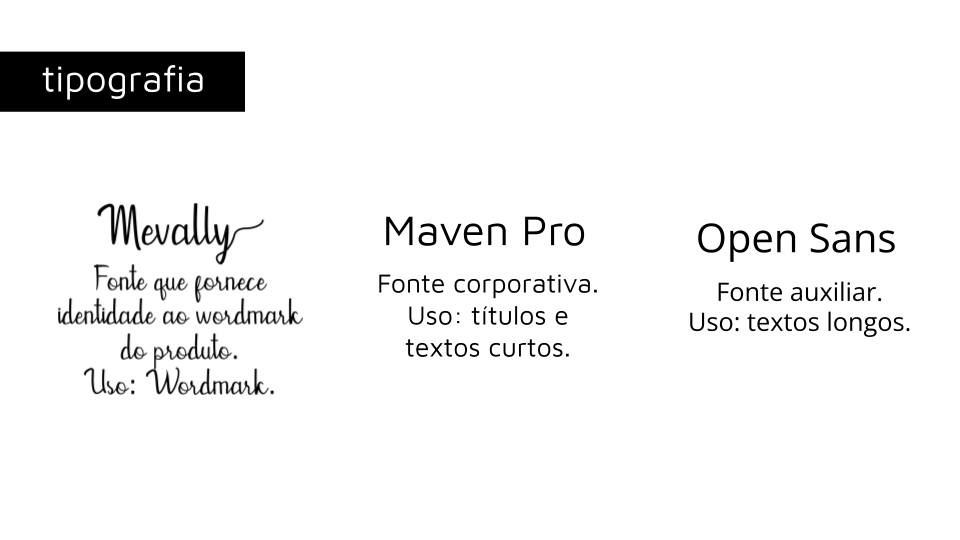 tipografia
Mevally
Fonte que fornece
identidade ao wordmark
do produto.
Uso: Wordmark.
Maven Pro
Fonte corporativa.
Uso: títulos e
textos curtos.
Open Sans
Fonte auxiliar.
Uso: textos longos.